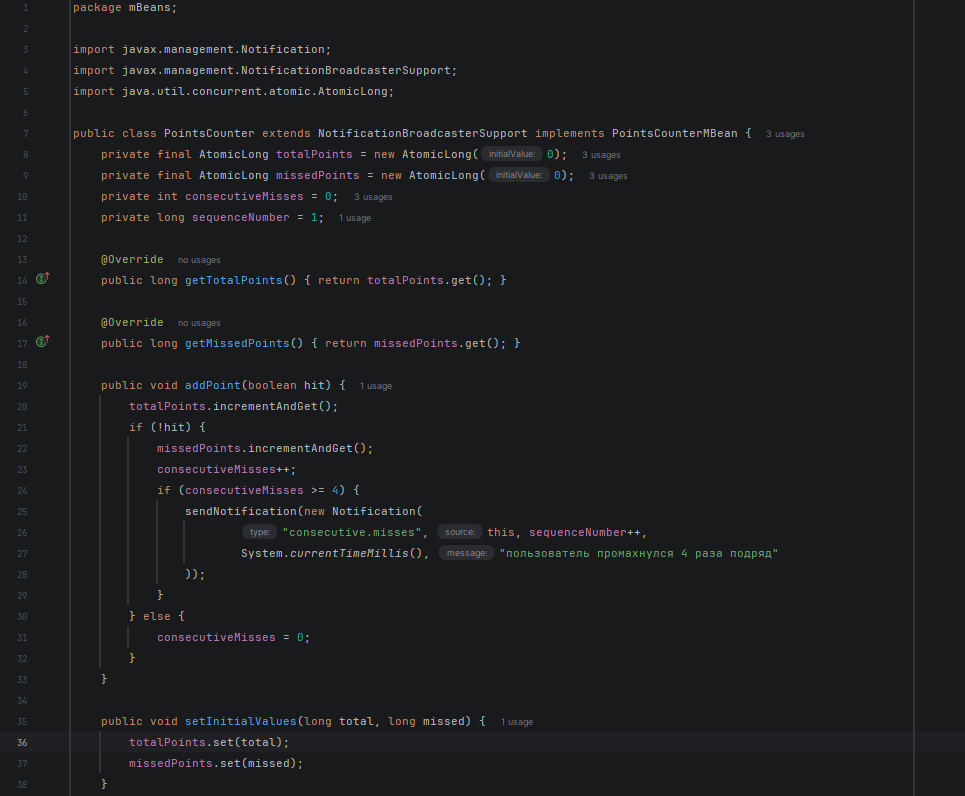 1 package mBeans;
2
3 import javax.management.Notification;
4 import javax.management.NotificationBroadcasterSupport;
5 import java.util.concurrent.atomic.AtomicLong;
6
7 public class PointsCounter extends NotificationBroadcasterSupport implements PointsCounterMBean { 3 usages
8 private final AtomicLong totalPoints = new AtomicLong( initialValue: 0); 3 usages
9 private final AtomicLong missedPoints = new AtomicLong( initialValue: 0); 3 usages
10 private int consecutiveMisses = 0; 3 usages
11 private long sequenceNumber = 1; 1 usage
12
13 @Override no usages
14 public long getTotalPoints() { return totalPoints.get(); }
15
16 @Override no usages
17 public long getMissedPoints() { return missedPoints.get(); }
18
19 public void addPoint(boolean hit) { 1 usage
20 totalPoints.incrementAndGet();
21 if (!hit) {
22 missedPoints.incrementAndGet();
23 consecutiveMisses++;
24 if (consecutiveMisses >= 4) {
25 sendNotification(new Notification(
26 type: "consecutive.misses", source: this, sequenceNumber++,
27 System.currentTimeMillis(), message: "пользователь промахнулся 4 раза подряд"
28 ));
29 }
30 } else {
31 consecutiveMisses = 0;
32 }
33 }
34
35 public void setInitialValues(long total, long missed) { 1 usage
36 totalPoints.set(total);
37 missedPoints.set(missed);
38 }